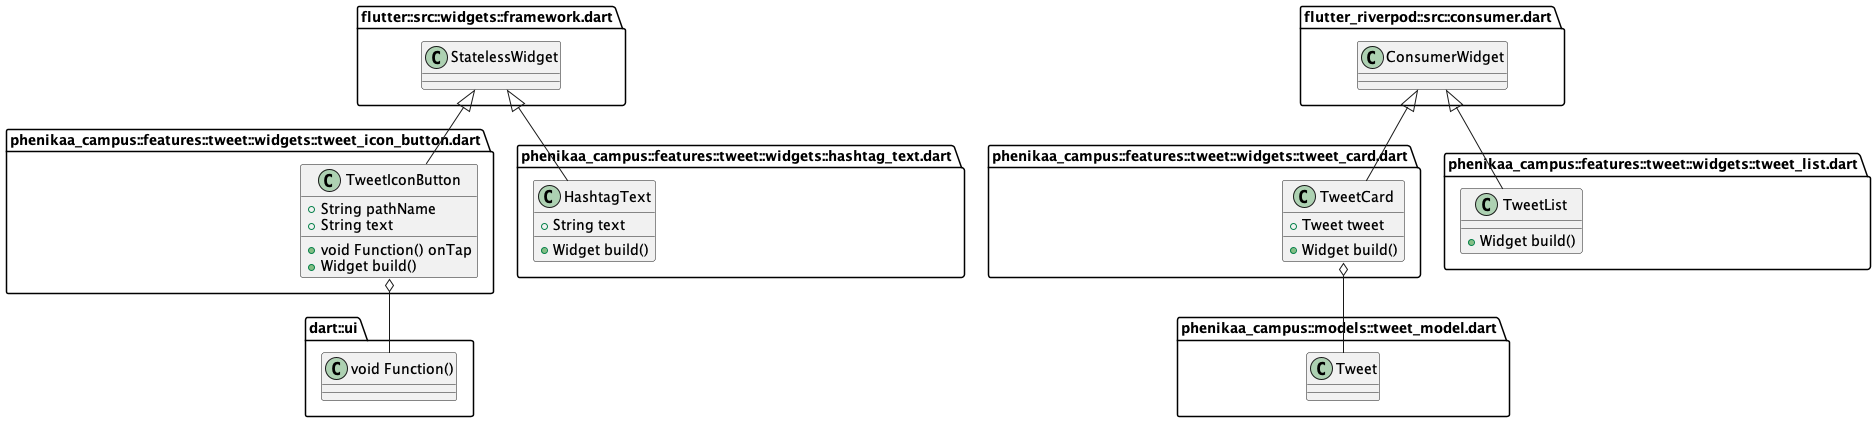 flutter::src::widgets::framework.dart
C StatelessWidget
phenikaa_campus::features::tweet::widgets::tweet_icon_button.dart
C TweetIconButton
String pathName
String text
void Function() onTap
Widget build()
phenikaa_campus::features::tweet::widgets::hashtag_text.dart
C HashtagText
String text
Widget build()
dart::ui
C void Function()
flutter_riverpod::src::consumer.dart
C ConsumerWidget
phenikaa_campus::features::tweet::widgets::tweet_card.dart
C TweetCard
Tweet tweet
Widget build()
phenikaa_campus::features::tweet::widgets::tweet_list.dart
C TweetList
Widget build()
phenikaa_campus::models::tweet_model.dart
C Tweet